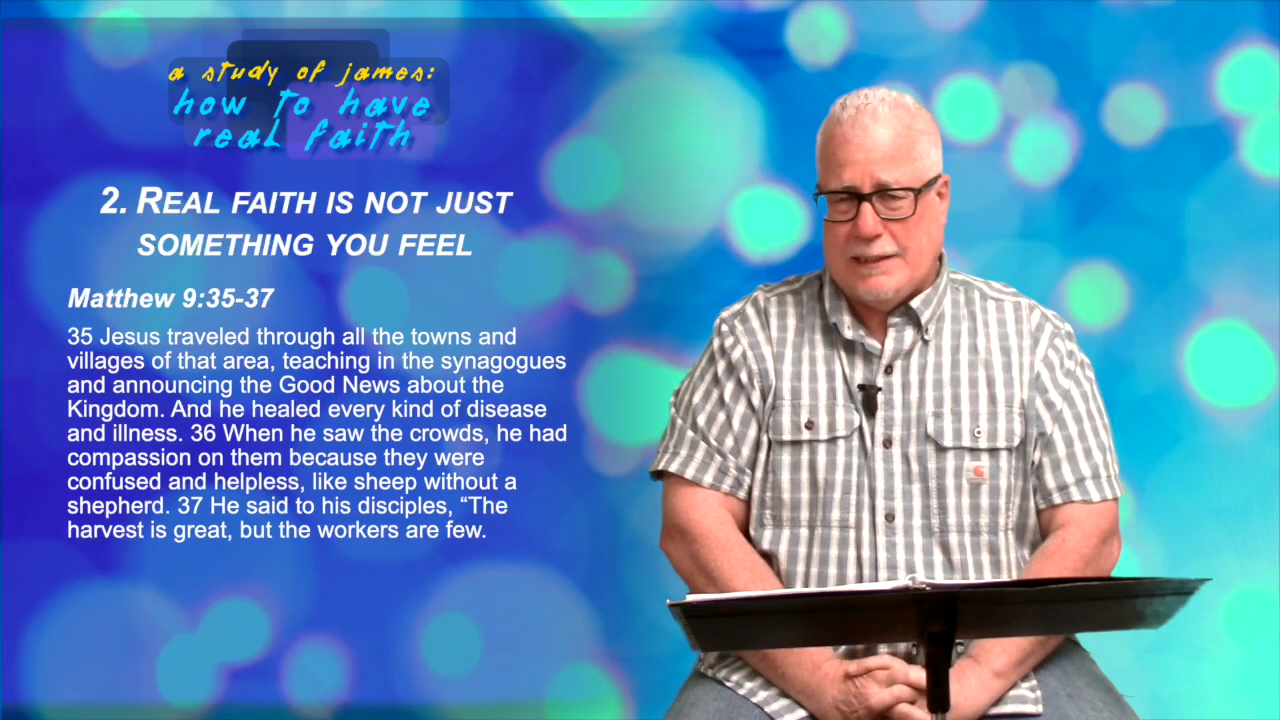 a study of james:
how to have
real faith
2. REAL FAITH IS NOT JUST
SOMETHING YOU FEEL
Matthew 9:35-37
35 Jesus traveled through all the towns and
villages of that area, teaching in the synagogues
and announcing the Good News about the
Kingdom. And he healed every kind of disease
and illness. 36 When he saw the crowds, he had
compassion on them because they were
confused and helpless, like sheep without a
shepherd. 37 He said to his disciples, “The
harvest is great, but the workers are few.